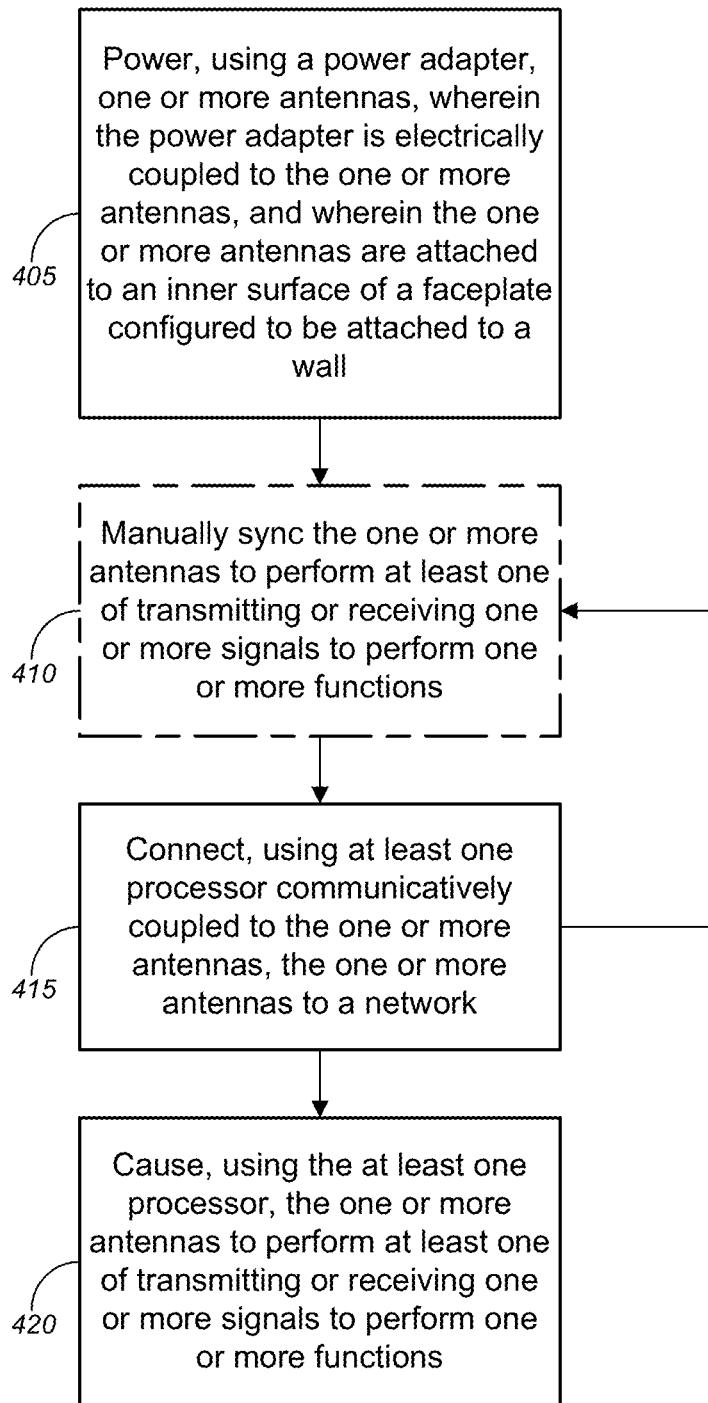 Power, using a power adapter,
one or more antennas, wherein
the power adapter is electrically
coupled to the one or more
antennas, and wherein the one
or more antennas are attached
to an inner surface of a faceplate
configured to be attached to a
wall
405
Manually sync the one or more
antennas to perform at least one
of transmitting or receiving one
or more signals to perform one
or more functions
410
Connect, using at least one
processor communicatively
coupled to the one or more
antennas, the one or more
antennas to a network
415
Cause, using the at least one
processor, the one or more
antennas to perform at least one
of transmitting or receiving one
or more signals to perform one
or more functions
420